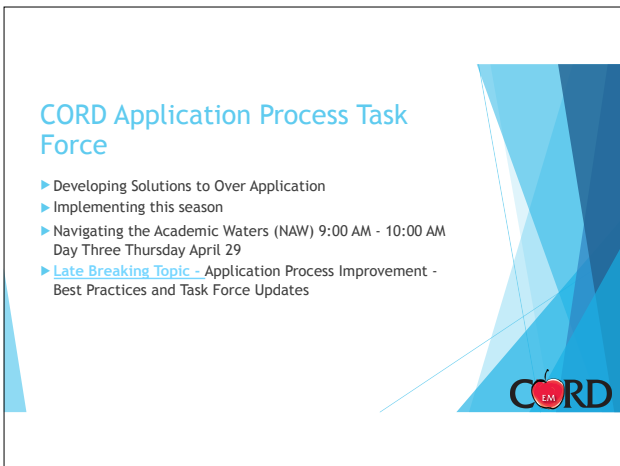 CORD Application Process Task
Force
Developing Solutions to Over Application
Implementing this season
Navigating the Academic Waters (NAW) 9:00 AM - 10:00 AM
Day Three Thursday April 29
Late Breaking Topic - Application Process Improvement -
Best Practices and Task Force Updates
CORD
EM